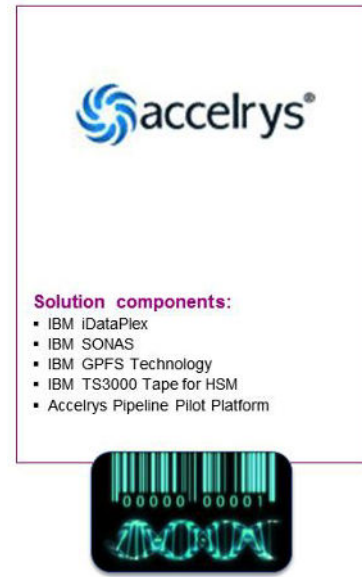 accelrys®
Solution components:
▪ IBM iDataPlex
▪ IBM SONAS
▪ IBM GPFS Technology
▪ IBM TS3000 Tape for HSM
▪ Accelrys Pipeline Pilot Platform
00000 00001